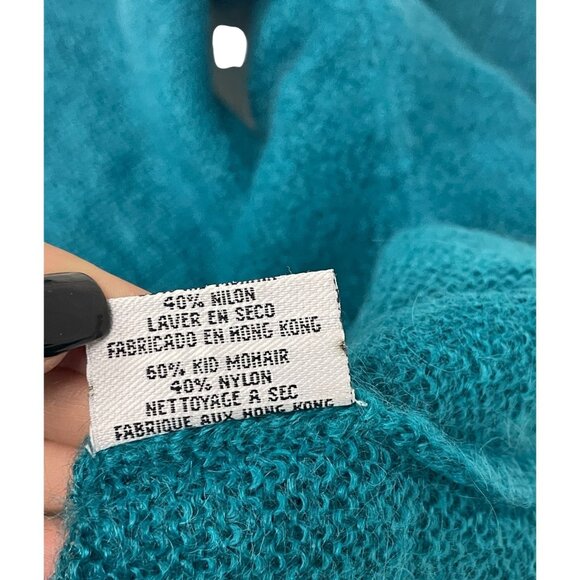 40% NILON
LAVER EN SECO
FABRICADO EN HONG KONG
60% KID MOHAIR
40% NYLON
NETTOYAGE A SEC
FABRIQUE AUX HONG KONG